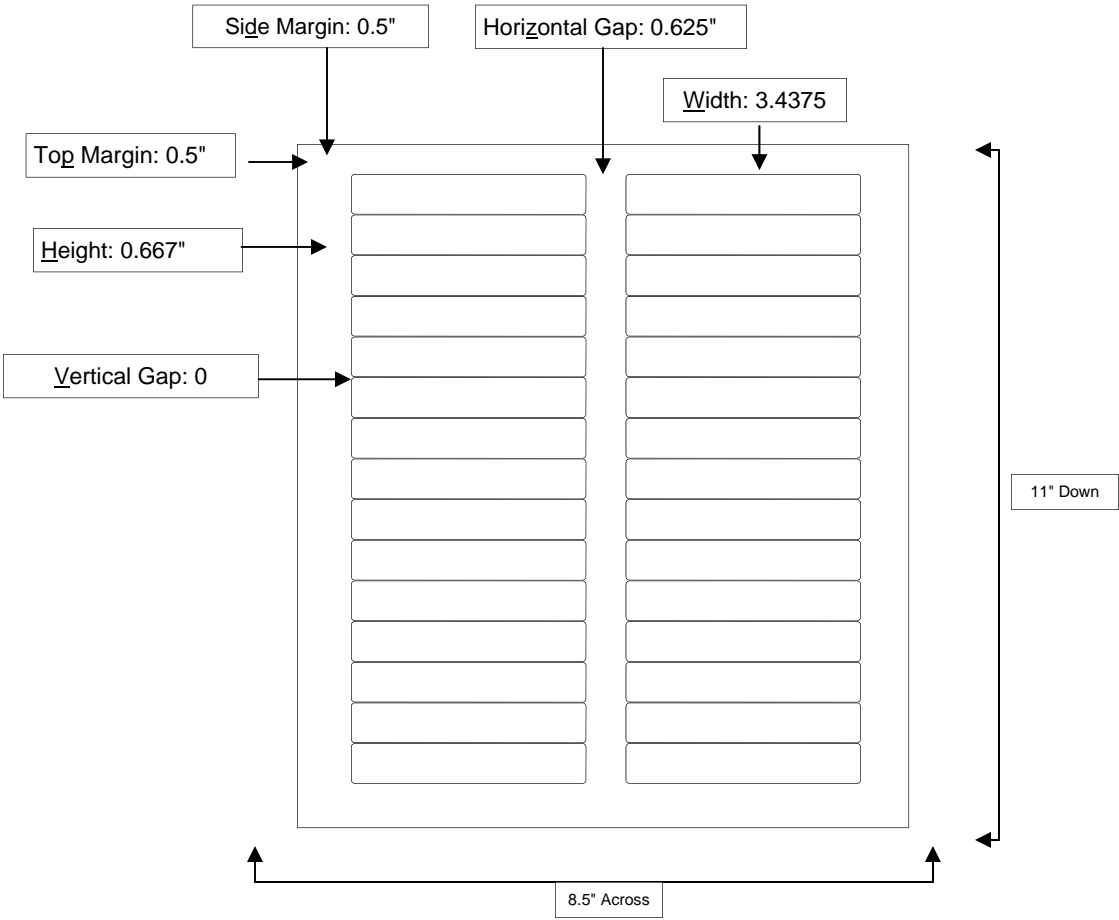 Side Margin: 0.5"
Horizontal Gap: 0.625"
Width: 3.4375
Top Margin: 0.5"
Height: 0.667"
Vertical Gap: 0
11" Down
8.5" Across